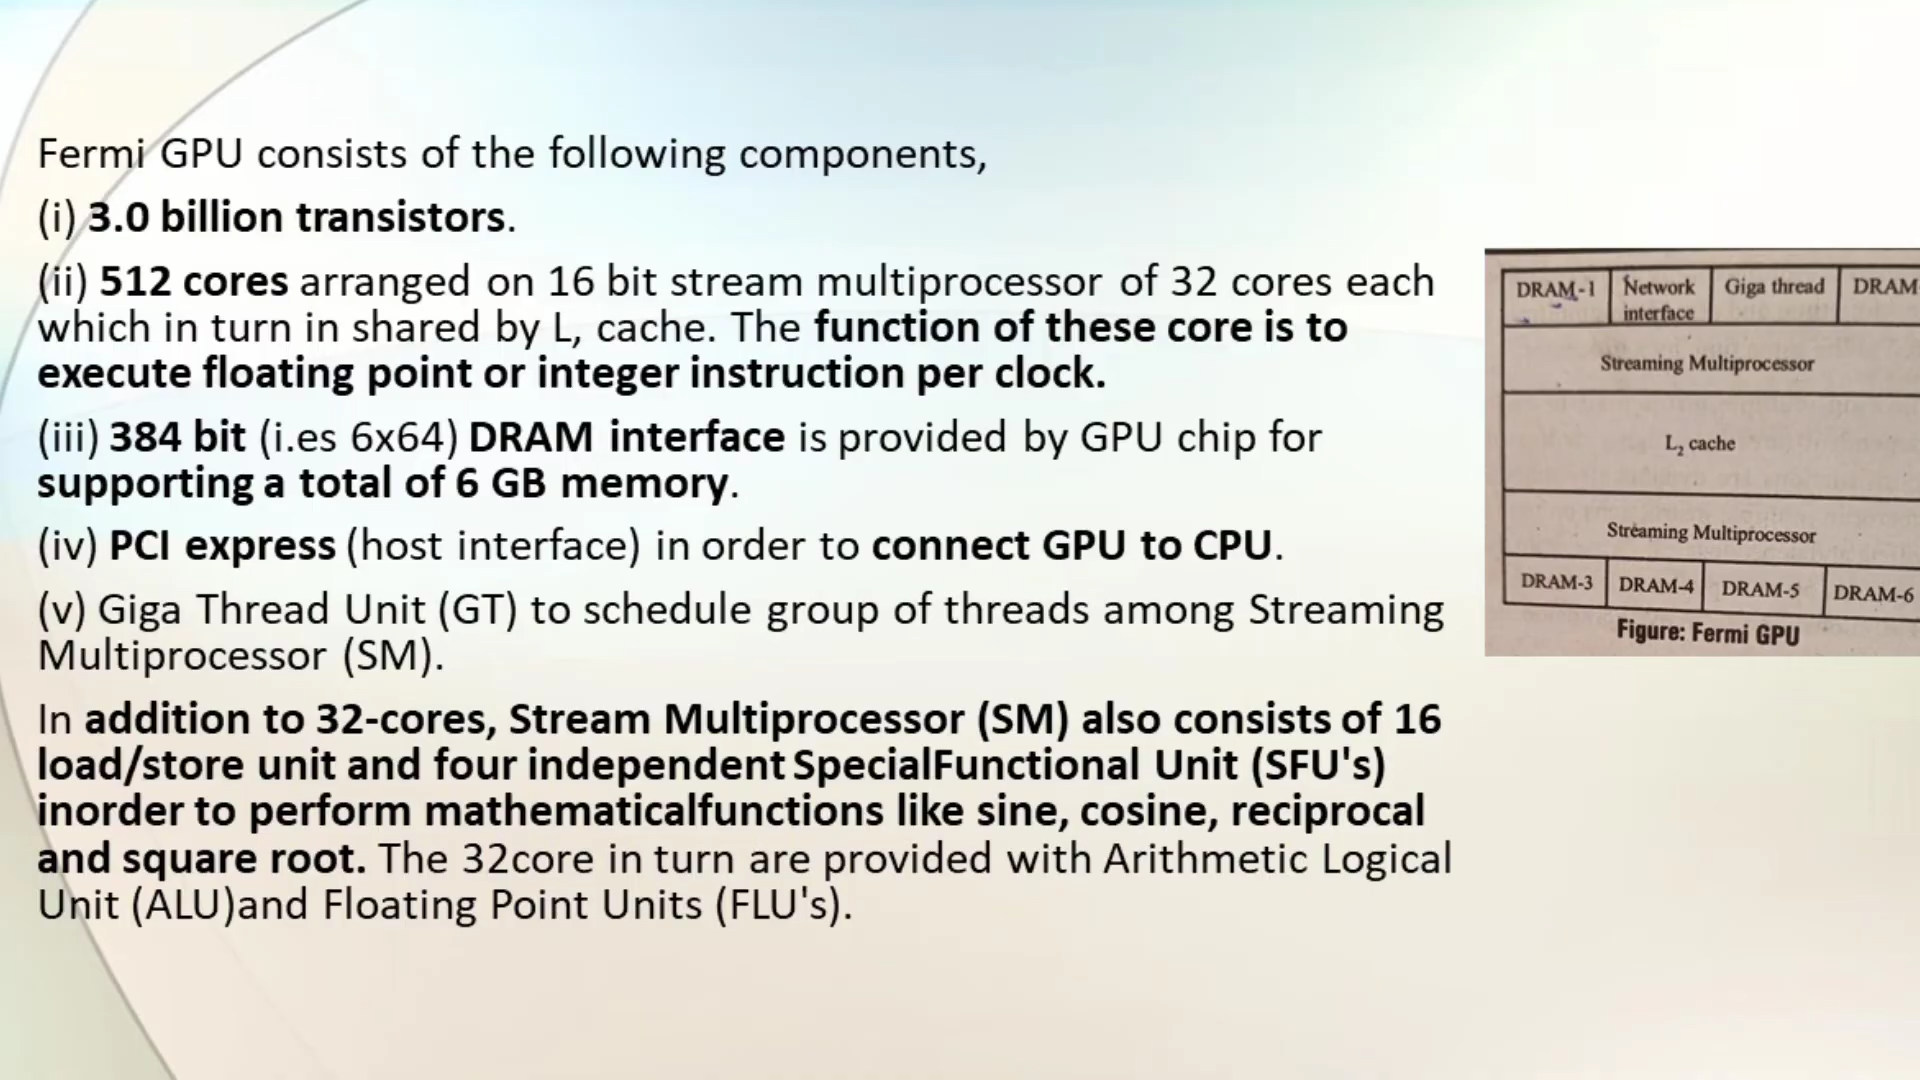 Fermi GPU consists of the following components,
(i) 3.0 billion transistors.
(ii) 512 cores arranged on 16 bit stream multiprocessor of 32 cores each
which in turn in shared by L, cache. The function of these core is to
execute floating point or integer instruction per clock.
(iii) 384 bit (i.es 6x64) DRAM interface is provided by GPU chip for
supporting a total of 6 GB memory.
(iv) PCI express (host interface) in order to connect GPU to CPU.
(v) Giga Thread Unit (GT) to schedule group of threads among Streaming
Multiprocessor (SM).
In addition to 32-cores, Stream Multiprocessor (SM) also consists of 16
load/store unit and four independent SpecialFunctional Unit (SFU's)
inorder to perform mathematicalfunctions like sine, cosine, reciprocal
and square root. The 32core in turn are provided with Arithmetic Logical
Unit (ALU)and Floating Point Units (FLU's).
DRAM-1
Network
interface
Giga thread
DRAM
Streaming Multiprocessor
L₂ cache
Streaming Multiprocessor
DRAM-3
DRAM-4
DRAM-5
DRAM-6
Figure: Fermi GPU